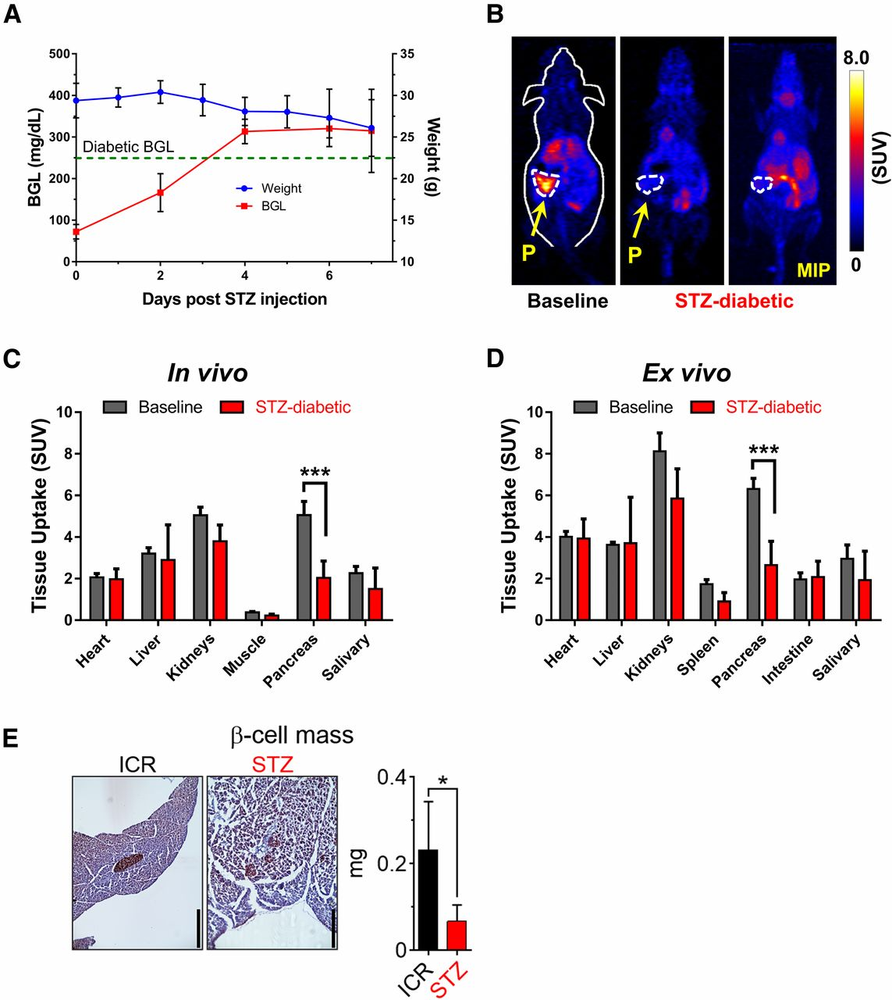 A
500
400
300
200
100
0
BGL (mg/dL)
35
30
25
20
15
10
Weight (g)
Diabetic BGL
Weight
BGL
0 2 4 6
Days post STZ injection
B
P
P
MIP
8.0
0
(SUV)
Baseline
STZ-diabetic
C
In vivo
Baseline
STZ-diabetic
10
8
6
4
2
0
Tissue Uptake (SUV)
***
Heart
Liver
Kidneys
Muscle
Pancreas
Salivary
D
Ex vivo
Baseline
STZ-diabetic
10
8
6
4
2
0
Tissue Uptake (SUV)
***
Heart
Liver
Kidneys
Spleen
Pancreas
Intestine
Salivary
E
β-cell mass
ICR
STZ
0.4
0.2
0
mg
*
ICR
STZ